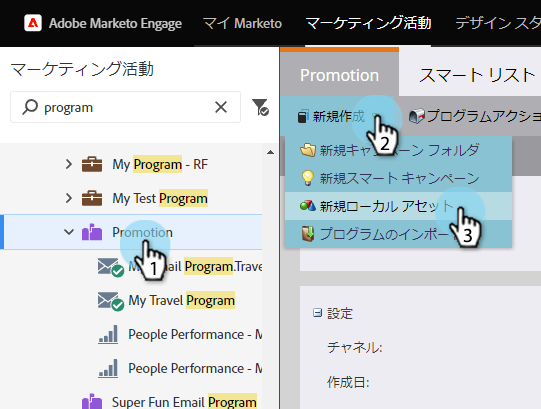 Adobe Marketo Engage
マイ Marketo
マーケティング活動
デザイン スタ
マーケティング活動
program
My Program - RF
My Test Program
Promotion
1
Program.Trave
My Travel Program
People Performance - M
People Performance - M
Super Fun Email Program
Promotion
スマート リスト
新規作成
プログラムアクショ
2
新規キャンペーン フォルダ
新規スマート キャンペーン
新規ローカル アセット
3
プログラムのインポート
設定
チャネル:
作成日: